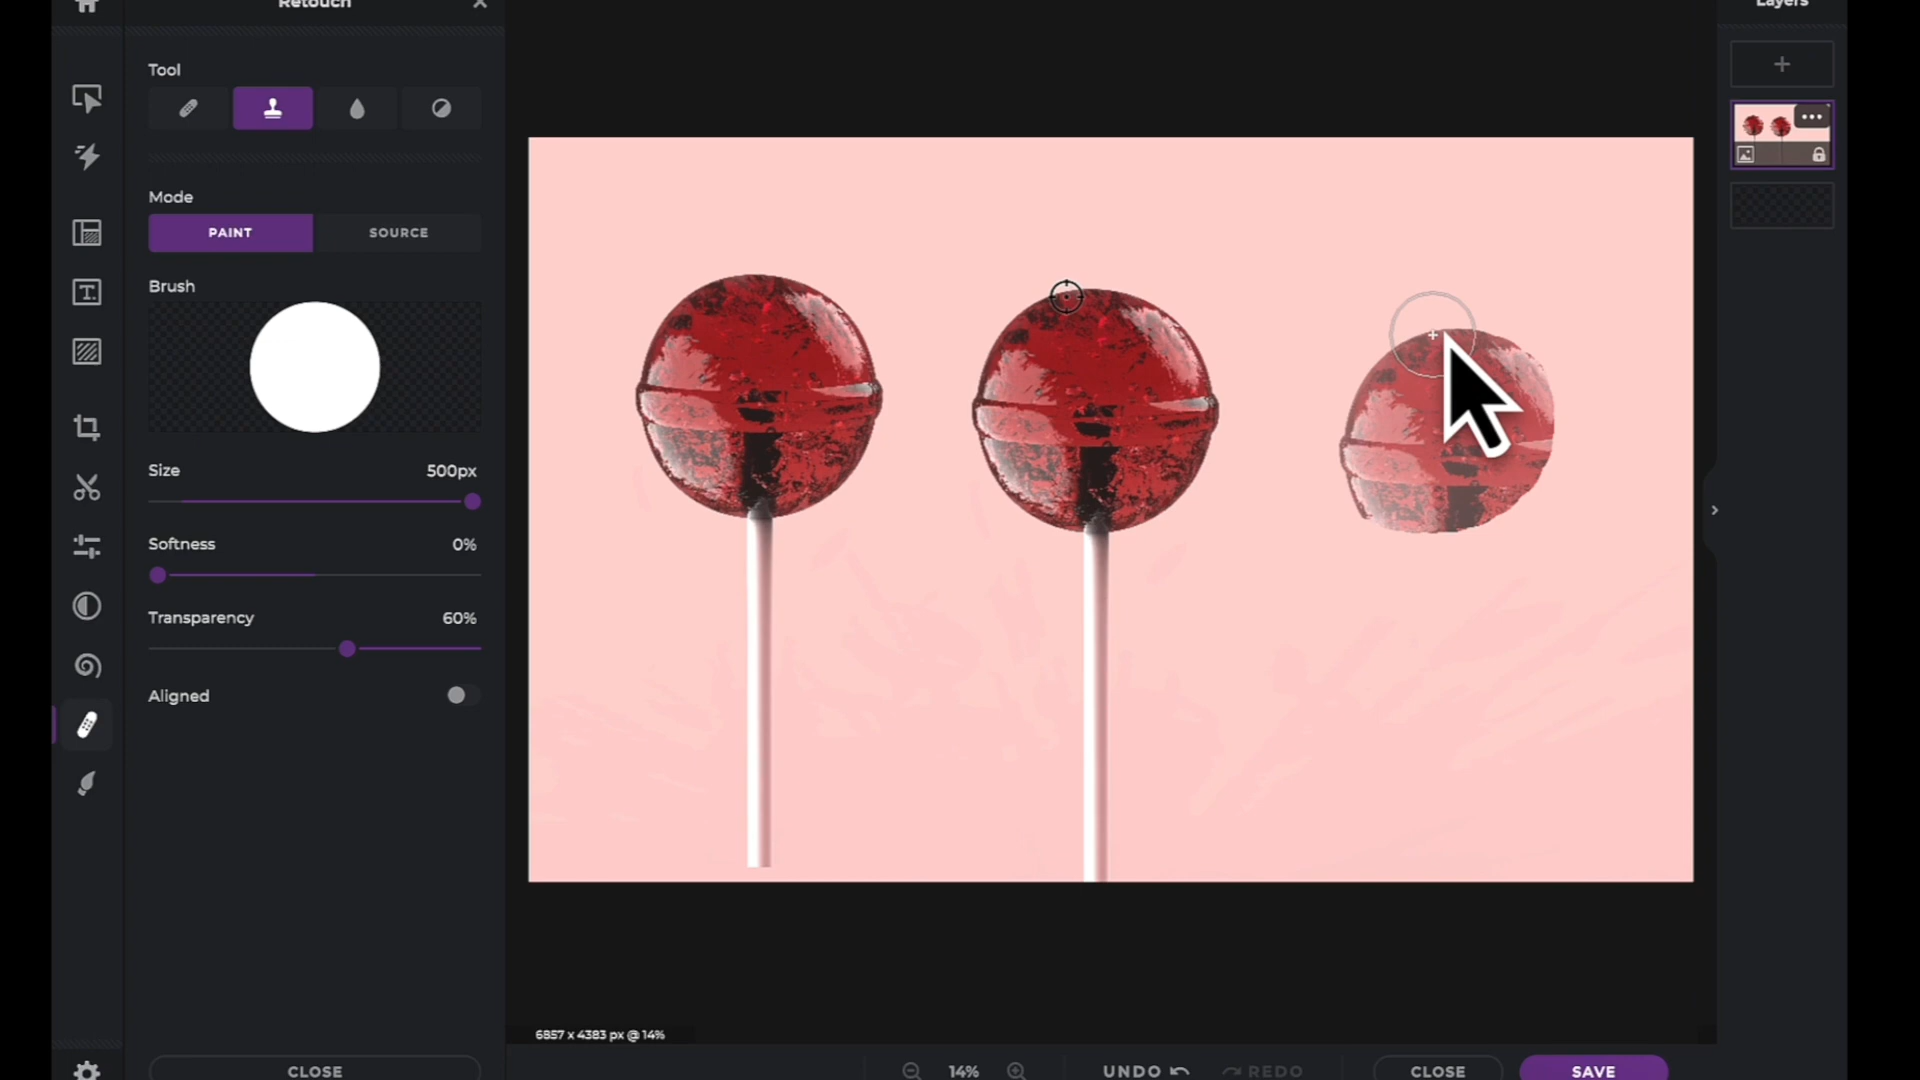 Retouch
Layers
Tool
Mode
PAINT SOURCE
Brush
Size 500px
Softness 0%
Transparency 60%
Aligned
T.
6857 x 4383 px @ 14%
CLOSE
14%
UNDO
REDO
CLOSE
SAVE